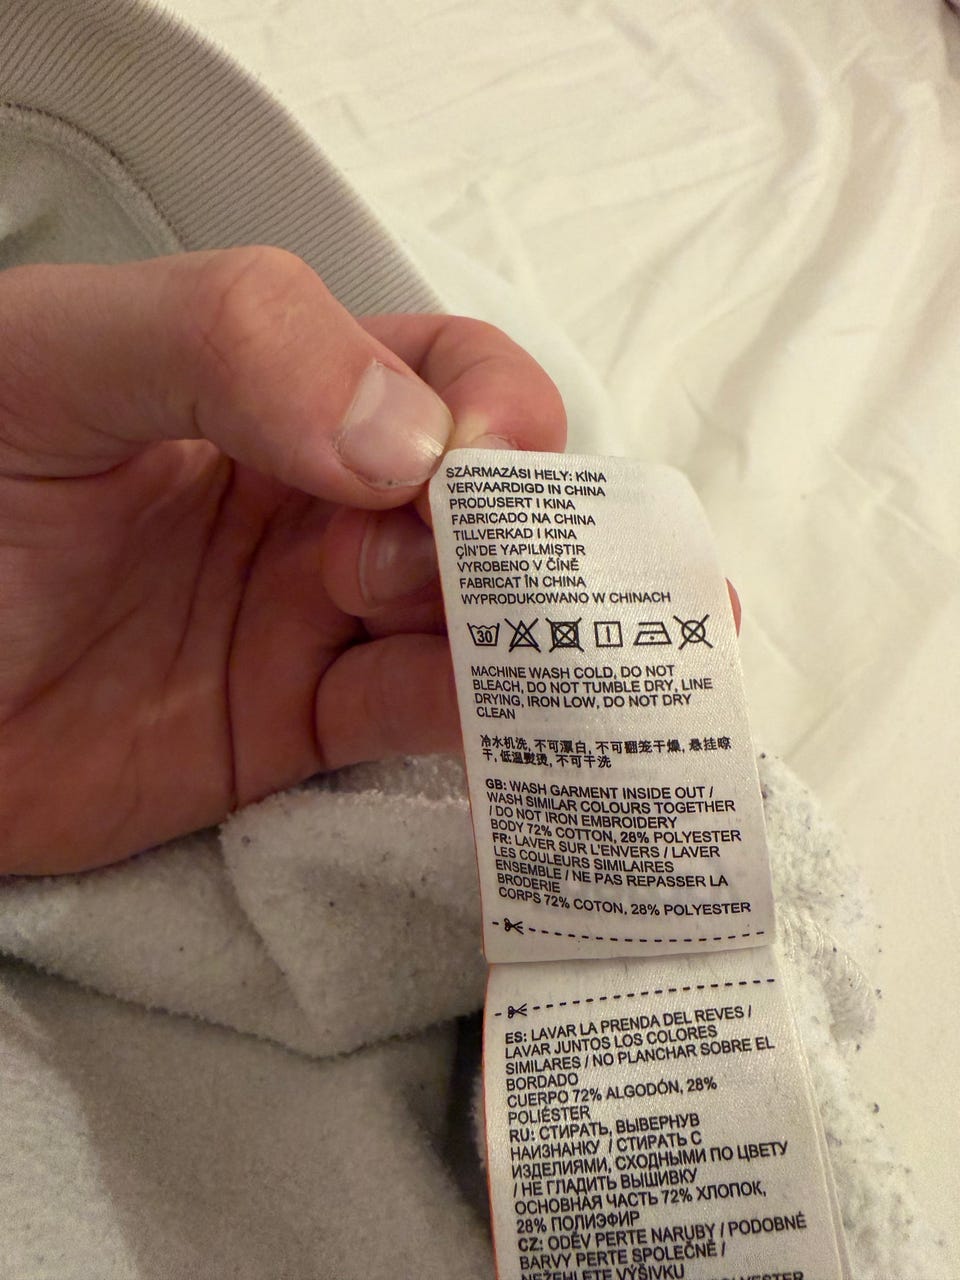 SZÁRMAZÁSI HELY: KÍNA
VERVAARDIGD IN CHINA
PRODUSERT I KINA
FABRICADO NA CHINA
TILLVERKAD I KINA
ÇİN'DE YAPILMIŞTIR
VYROBENO V ČÍNĚ
FABRICAT ÎN CHINA
WYPRODUKOWANO W CHINACH
30
MACHINE WASH COLD, DO NOT
BLEACH, DO NOT TUMBLE DRY, LINE
DRYING, IRON LOW, DO NOT DRY
CLEAN
冷水机洗, 不可漂白, 不可翻笼干燥, 悬挂晾
干, 低温熨烫, 不可干洗
GB: WASH GARMENT INSIDE OUT /
WASH SIMILAR COLOURS TOGETHER
/ DO NOT IRON EMBROIDERY
BODY 72% COTTON, 28% POLYESTER
FR: LAVER SUR L'ENVERS / LAVER
LES COULEURS SIMILAIRES
ENSEMBLE / NE PAS REPASSER LA
BRODERIE
CORPS 72% COTON, 28% POLYESTER
ES: LAVAR LA PRENDA DEL REVES /
LAVAR JUNTOS LOS COLORES
SIMILARES / NO PLANCHAR SOBRE EL
BORDADO
CUERPO 72% ALGODÓN, 28%
POLIÉSTER
RU: СТИРАТЬ, ВЫВЕРНУВ
НАИЗНАНКУ / СТИРАТЬ С
ИЗДЕЛИЯМИ, СХОДНЫМИ ПО ЦВЕТУ
/ НЕ ГЛАДИТЬ ВЫШИВКУ
ОСНОВНАЯ ЧАСТЬ 72% ХЛОПОК,
28% ПОЛИЭФИР
CZ: ODĚV PERTE NARUBY / PODOBNÉ
BARVY PERTE SPOLEČNĚ /
NEŽEHLETE VÝŠIVKU